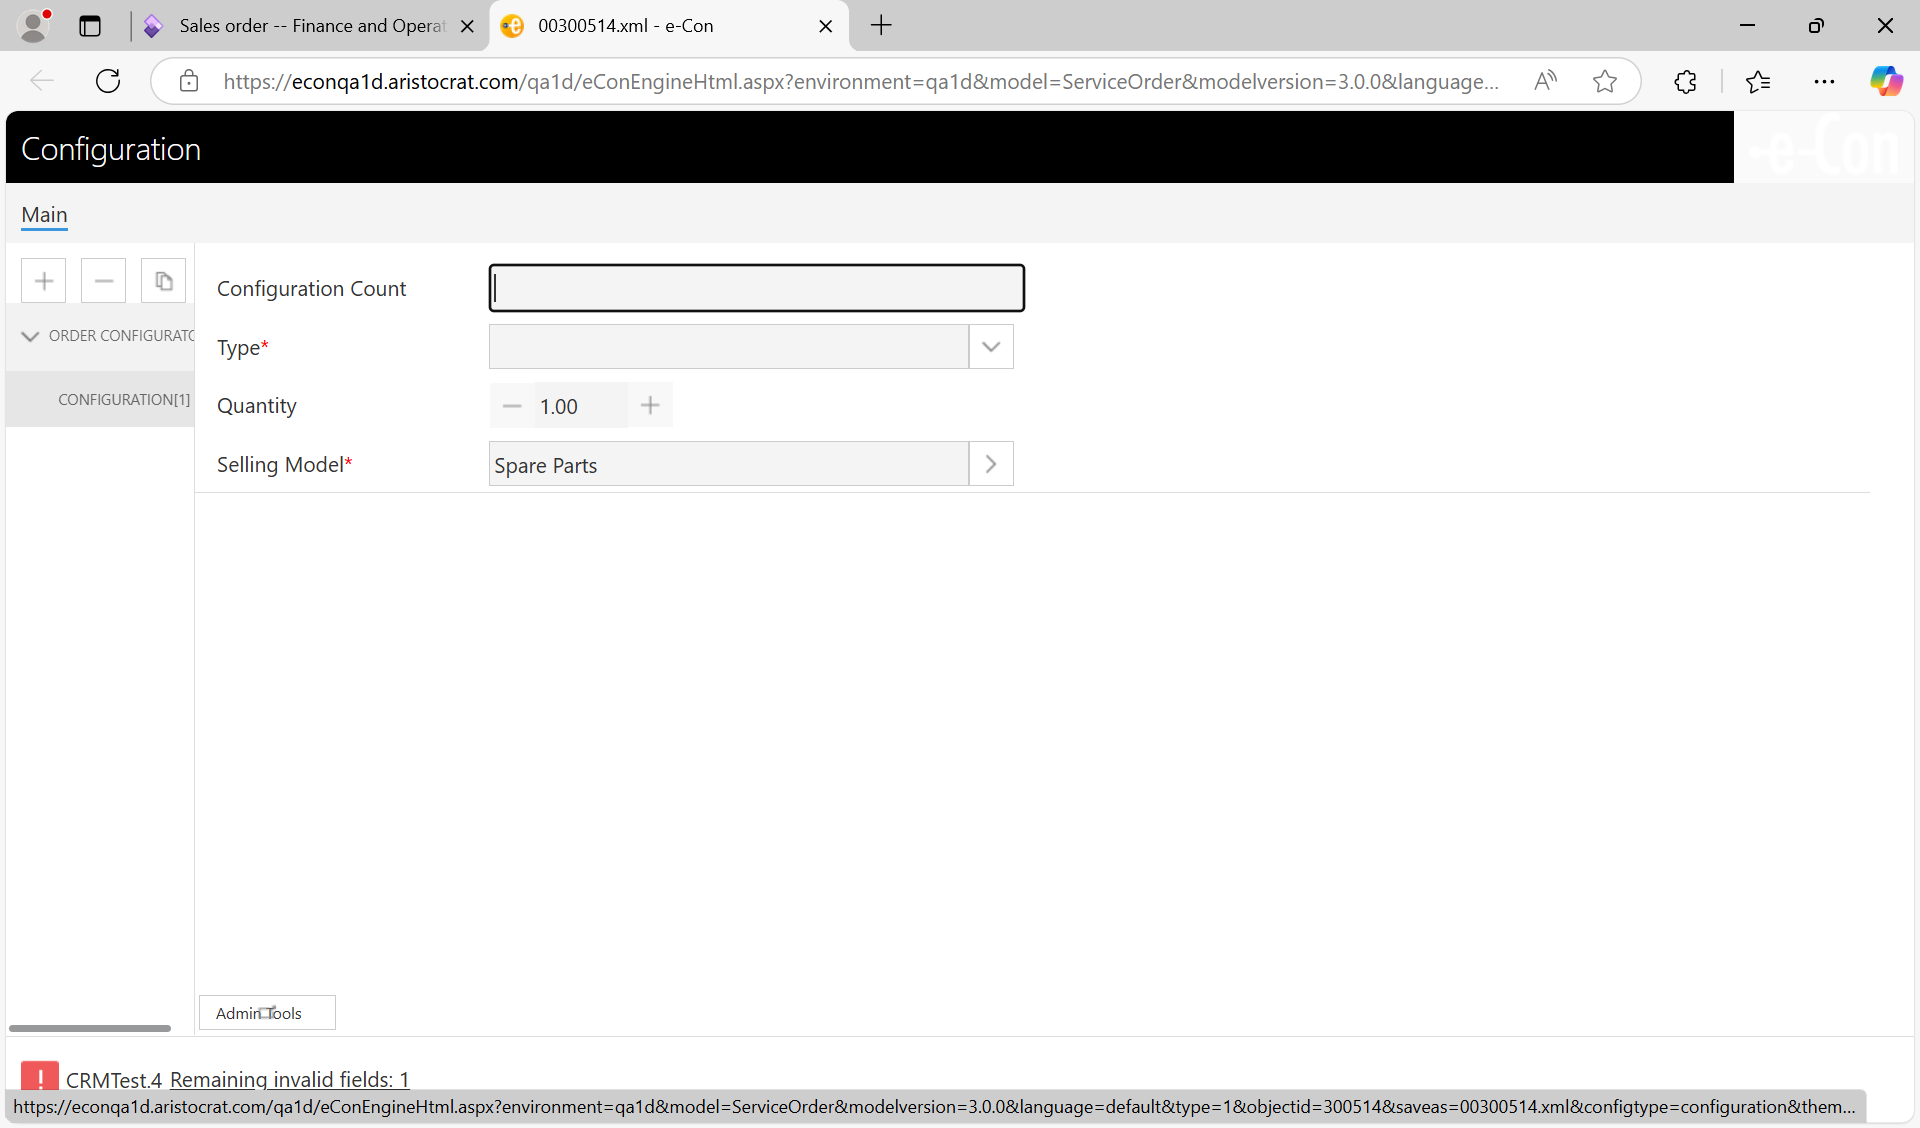 Sales order -- Finance and Operat
00300514.xml - e-Con
https://econqa1d.aristocrat.com/qa1d/eConEngineHtml.aspx?environment=qa1d&model=ServiceOrder&modelversion=3.0.0&language...
Configuration
e-Con
Main
ORDER CONFIGURATO
CONFIGURATION[1]
Configuration Count
Type*
Quantity
1.00
Selling Model*
Spare Parts
Admin Tools
CRMTest.4 Remaining invalid fields: 1
https://econqa1d.aristocrat.com/qa1d/eConEngineHtml.aspx?environment=qa1d&model=ServiceOrder&modelversion=3.0.0&language=default&type=1&objectid=300514&saveas=00300514.xml&configtype=configuration&them...